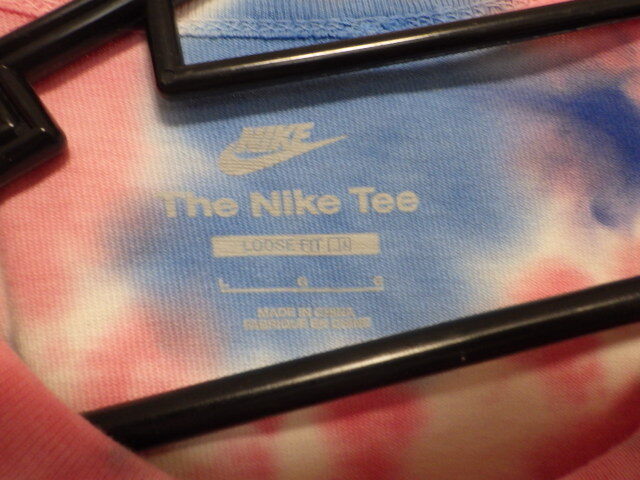 NIKE
The Nike Tee
LOOSE FIT
L G G
MADE IN CHINA
FABRIQUÉ EN CHINE